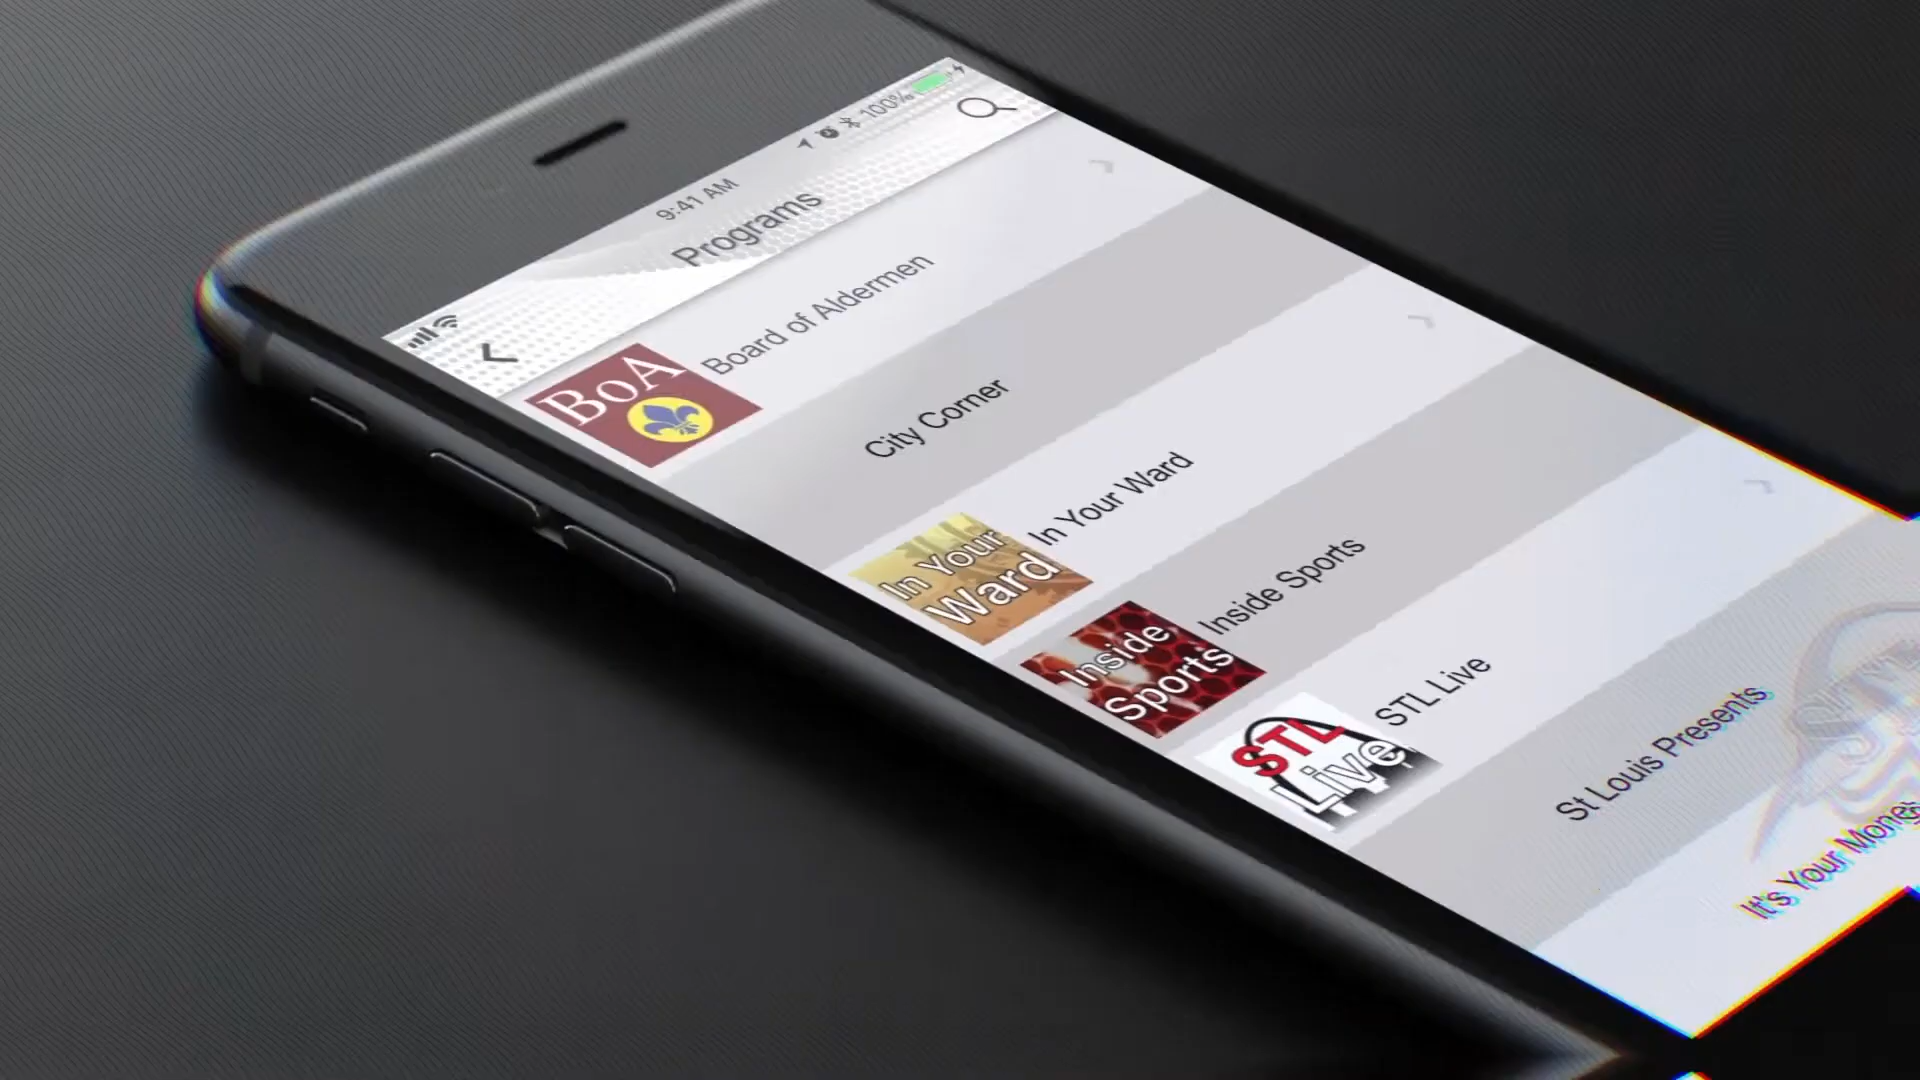 9:41 AM
100%
Programs
BoA
Board of Aldermen
City Corner
In Your
Ward
In Your Ward
Inside
Sports
Inside Sports
STL
Live
STL Live
St Louis Presents
It's Your Money